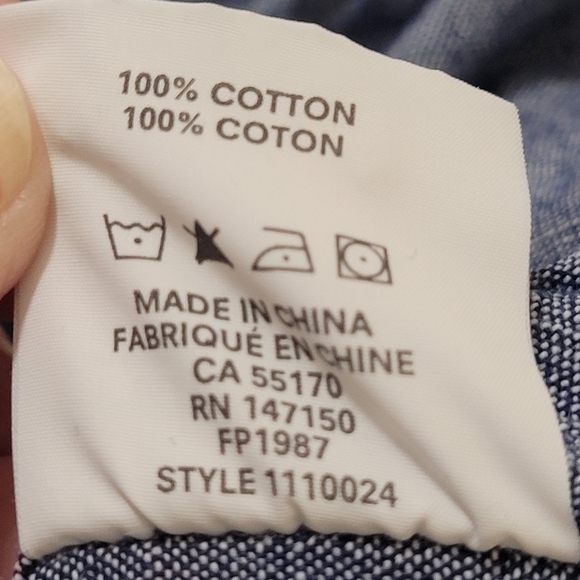 100% COTTON
100% COTON
MADE IN CHINA
FABRIQUÉ EN CHINE
CA 55170
RN 147150
FP1987
STYLE 1110024